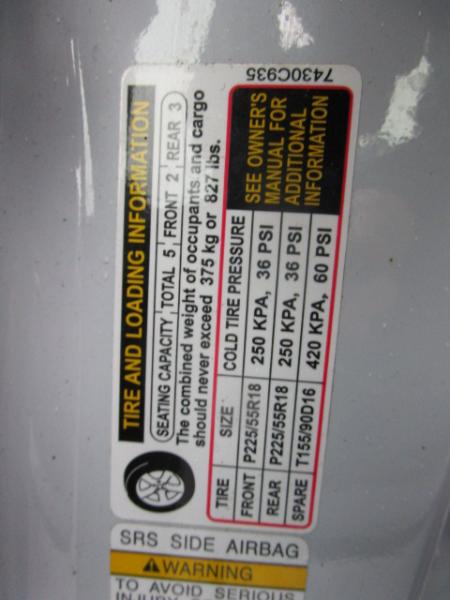 TIRE AND LOADING INFORMATION
SEATING CAPACITY TOTAL 5 FRONT 2 REAR 3
The combined weight of occupants and cargo
should never exceed 375 kg or 827 lbs.
TIRE SIZE COLD TIRE PRESSURE
FRONT P225/55R18 250 KPA, 36 PSI
REAR P225/55R18 250 KPA, 36 PSI
SPARE T155/90D16 420 KPA, 60 PSI
SEE OWNER'S
MANUAL FOR
ADDITIONAL
INFORMATION
7430C935
SRS SIDE AIRBAG
WARNING
TO AVOID SERIOUS